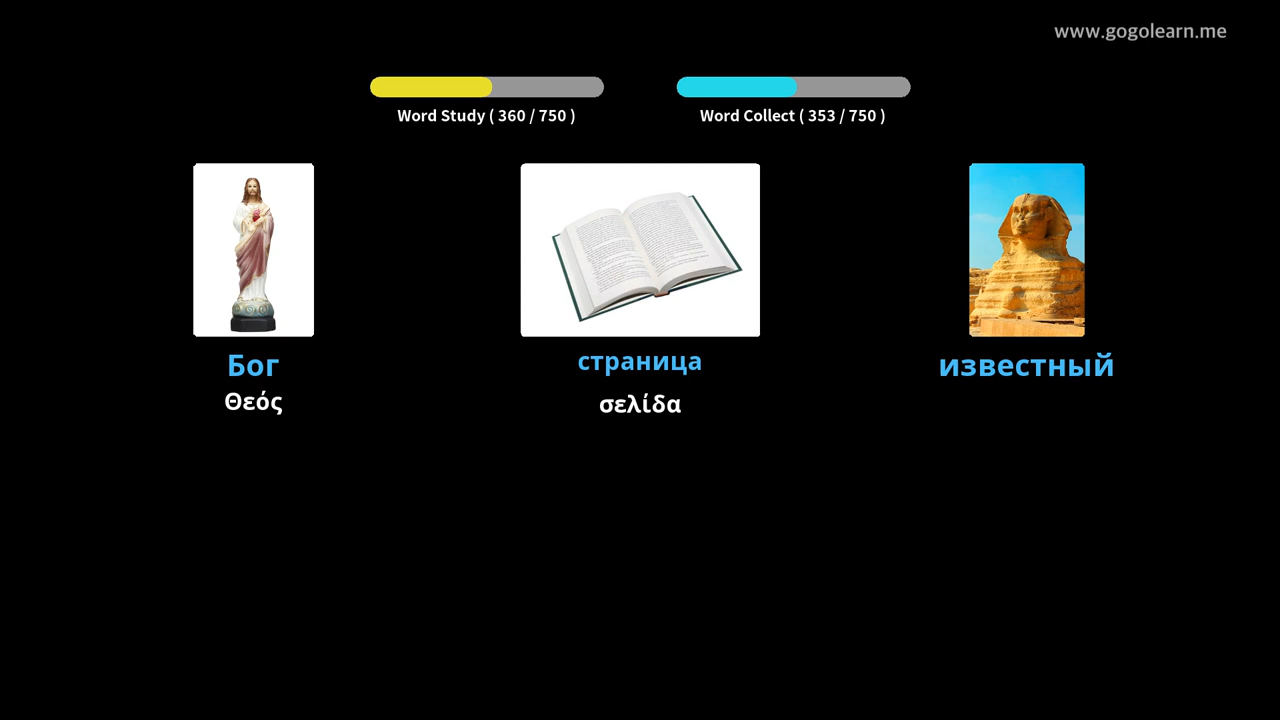 www.gogolearn.me
Word Study ( 360 / 750 )
Word Collect ( 353 / 750 )
Бог
Θεός
страница
σελίδα
известный